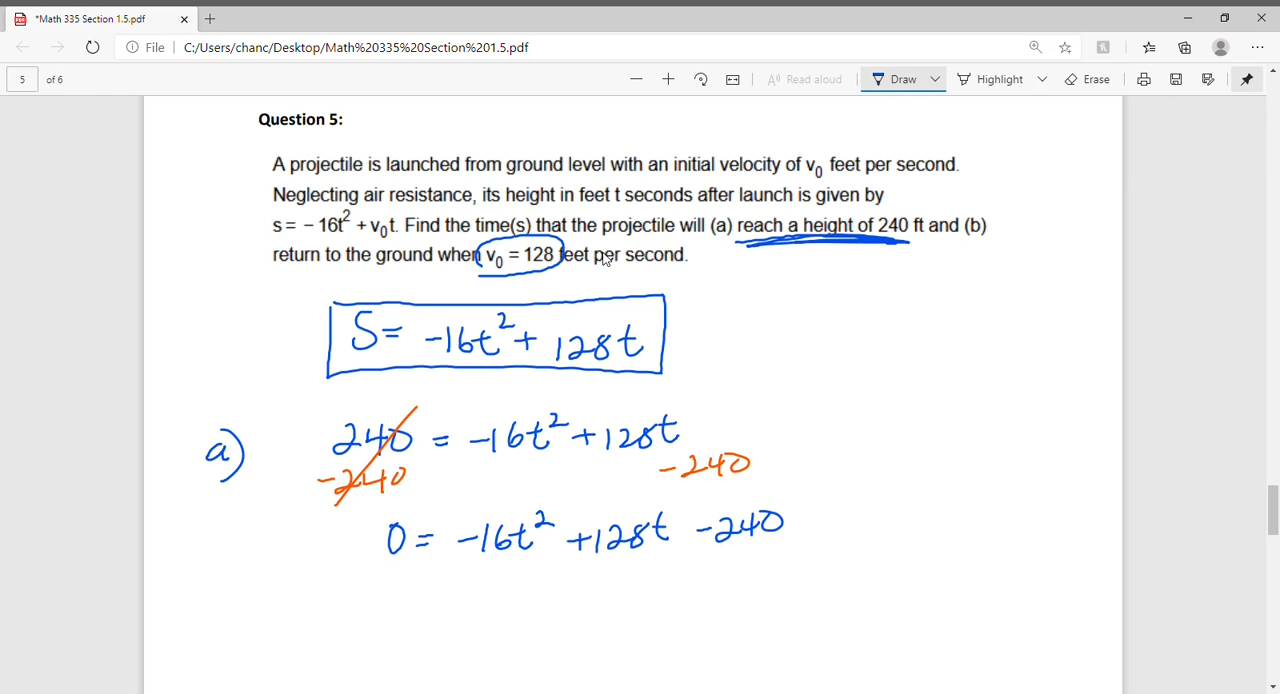 *Math 335 Section 1.5.pdf
File | C:/Users/chanc/Desktop/Math%20335%20Section%201.5.pdf
5 of 6
Read aloud Draw Highlight Erase
Question 5:
A projectile is launched from ground level with an initial velocity of v₀ feet per second.
Neglecting air resistance, its height in feet t seconds after launch is given by
s = − 16t² + v₀t. Find the time(s) that the projectile will (a) reach a height of 240 ft and (b)
return to the ground when v₀ = 128 feet per second.
S = -16t² + 128t
a) 240 = -16t² + 128t
-240 -240
0 = -16t² + 128t - 240